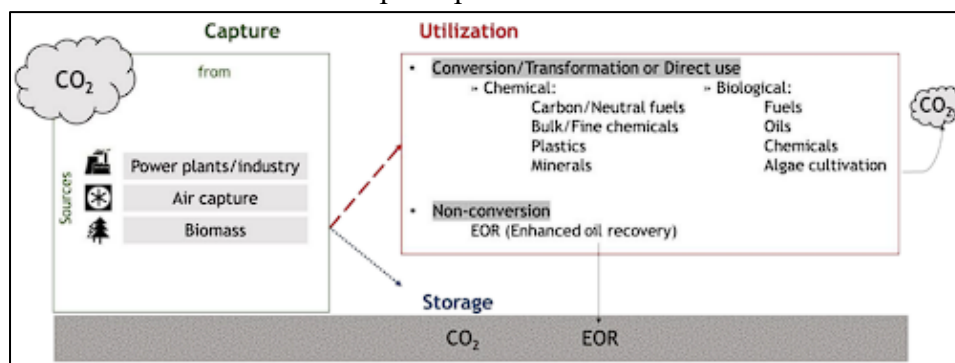 Capture
from
CO₂
Sources
Power plants/industry
Air capture
Biomass
Utilization
• Conversion/Transformation or Direct use
» Chemical:
Carbon/Neutral fuels
Bulk/Fine chemicals
Plastics
Minerals
» Biological:
Fuels
Oils
Chemicals
Algae cultivation
• Non-conversion
EOR (Enhanced oil recovery)
CO₂
Storage
CO₂ EOR